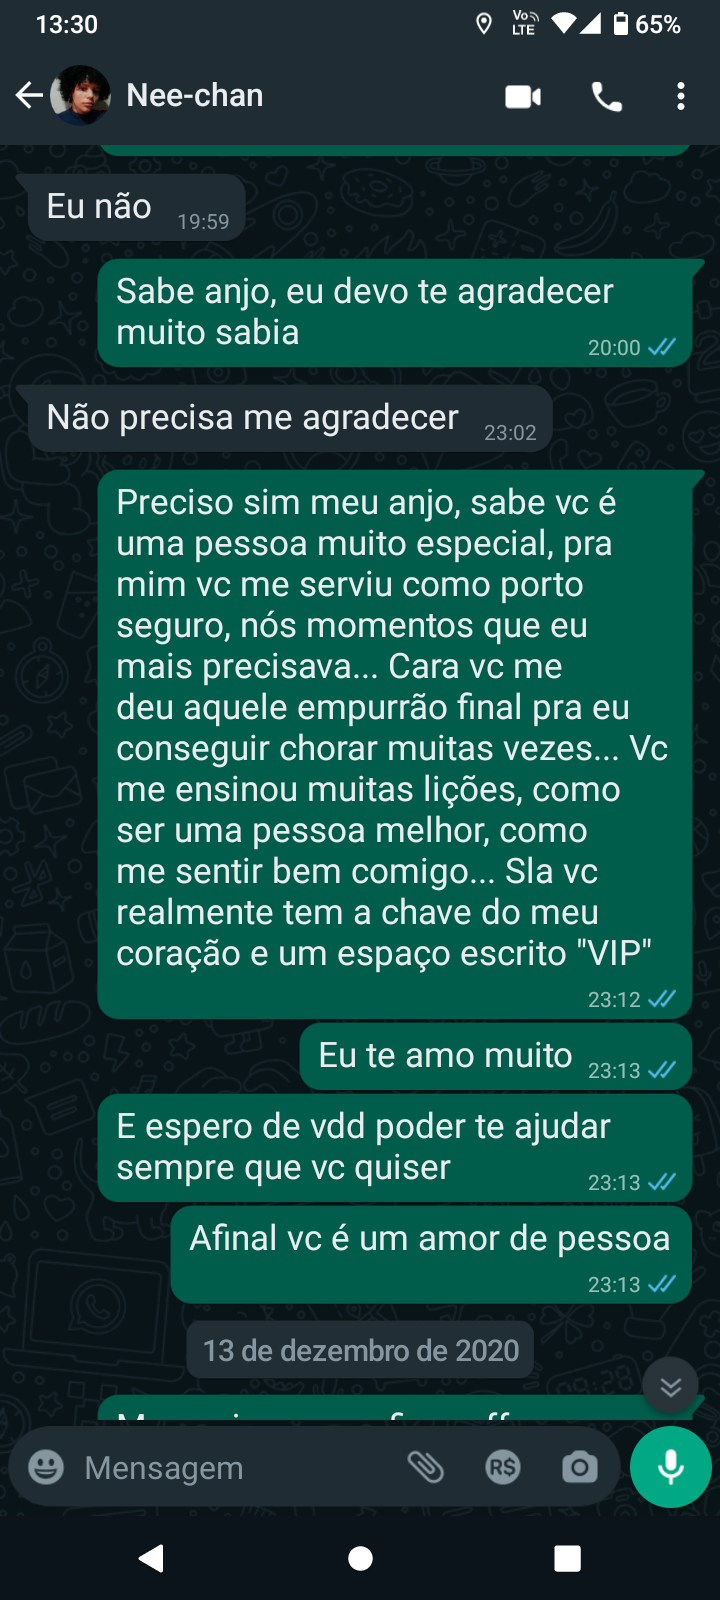 13:30
Vo
LTE
65%
Nee-chan
Eu não
19:59
Sabe anjo, eu devo te agradecer
muito sabia
20:00
Não precisa me agradecer
23:02
Preciso sim meu anjo, sabe vc é
uma pessoa muito especial, pra
mim vc me serviu como porto
seguro, nós momentos que eu
mais precisava... Cara vc me
deu aquele empurrão final pra eu
conseguir chorar muitas vezes... Vc
me ensinou muitas lições, como
ser uma pessoa melhor, como
me sentir bem comigo... Sla vc
realmente tem a chave do meu
coração e um espaço escrito "VIP"
23:12
Eu te amo muito
23:13
E espero de vdd poder te ajudar
sempre que vc quiser
23:13
Afinal vc é um amor de pessoa
23:13
13 de dezembro de 2020
Mensagem
R$